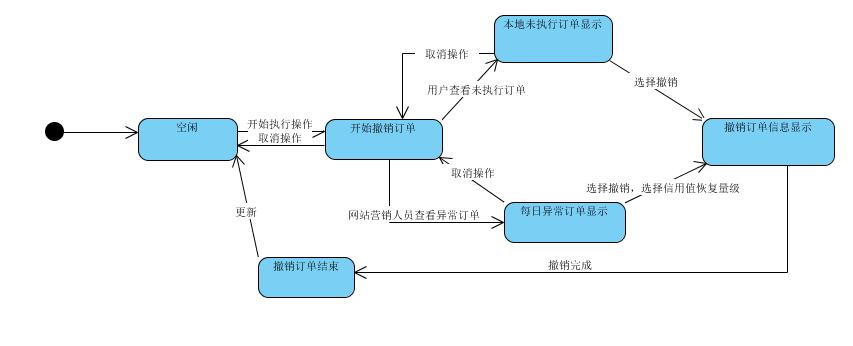 本地未执行订单显示
取消操作
用户查看未执行订单
选择撤销
空闲
开始执行操作
取消操作
开始撤销订单
撤销订单信息显示
取消操作
选择撤销，选择信用值恢复量级
网站营销人员查看异常订单
每日异常订单显示
更新
撤销订单结束
撤销完成